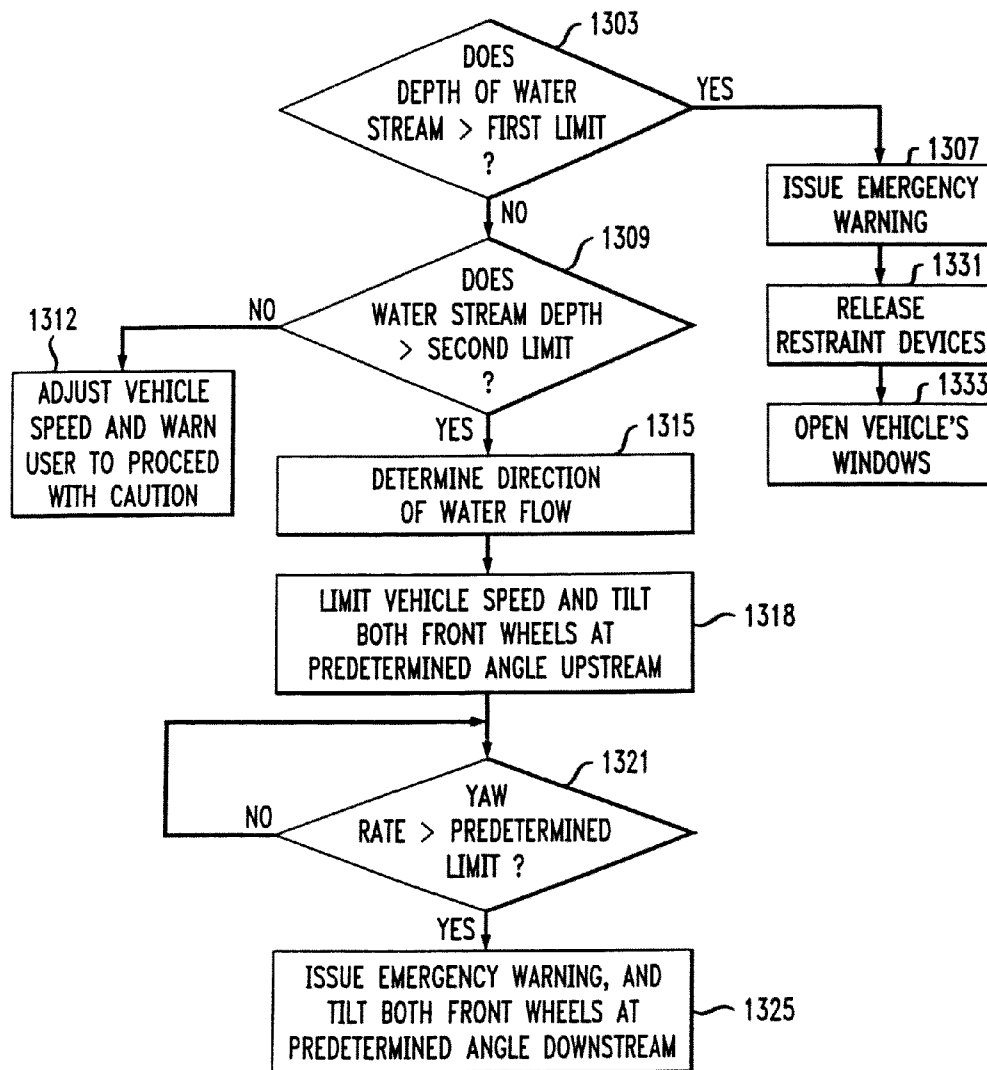 1303
DOES
DEPTH OF WATER
STREAM > FIRST LIMIT
?
YES
NO
1307
ISSUE EMERGENCY
WARNING
1331
RELEASE
RESTRAINT DEVICES
1333
OPEN VEHICLE'S
WINDOWS
1309
DOES
WATER STREAM DEPTH
> SECOND LIMIT
?
NO
YES
1312
ADJUST VEHICLE
SPEED AND WARN
USER TO PROCEED
WITH CAUTION
1315
DETERMINE DIRECTION
OF WATER FLOW
LIMIT VEHICLE SPEED AND TILT
BOTH FRONT WHEELS AT
PREDETERMINED ANGLE UPSTREAM
1318
1321
YAW
RATE > PREDETERMINED
LIMIT ?
NO
YES
ISSUE EMERGENCY WARNING, AND
TILT BOTH FRONT WHEELS AT
PREDETERMINED ANGLE DOWNSTREAM
1325